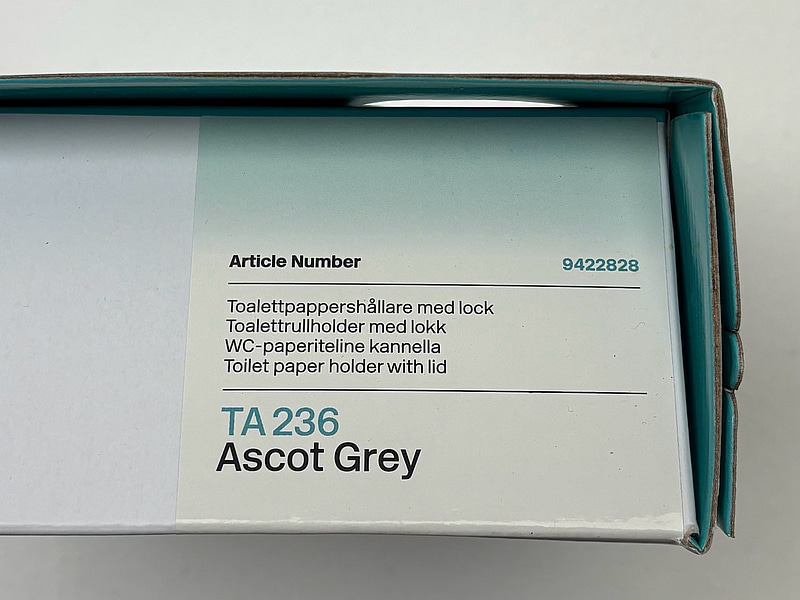 Article Number 9422828
Toalettpappershållare med lock
Toalettrullholder med lokk
WC-paperiteline kannella
Toilet paper holder with lid
TA 236
Ascot Grey